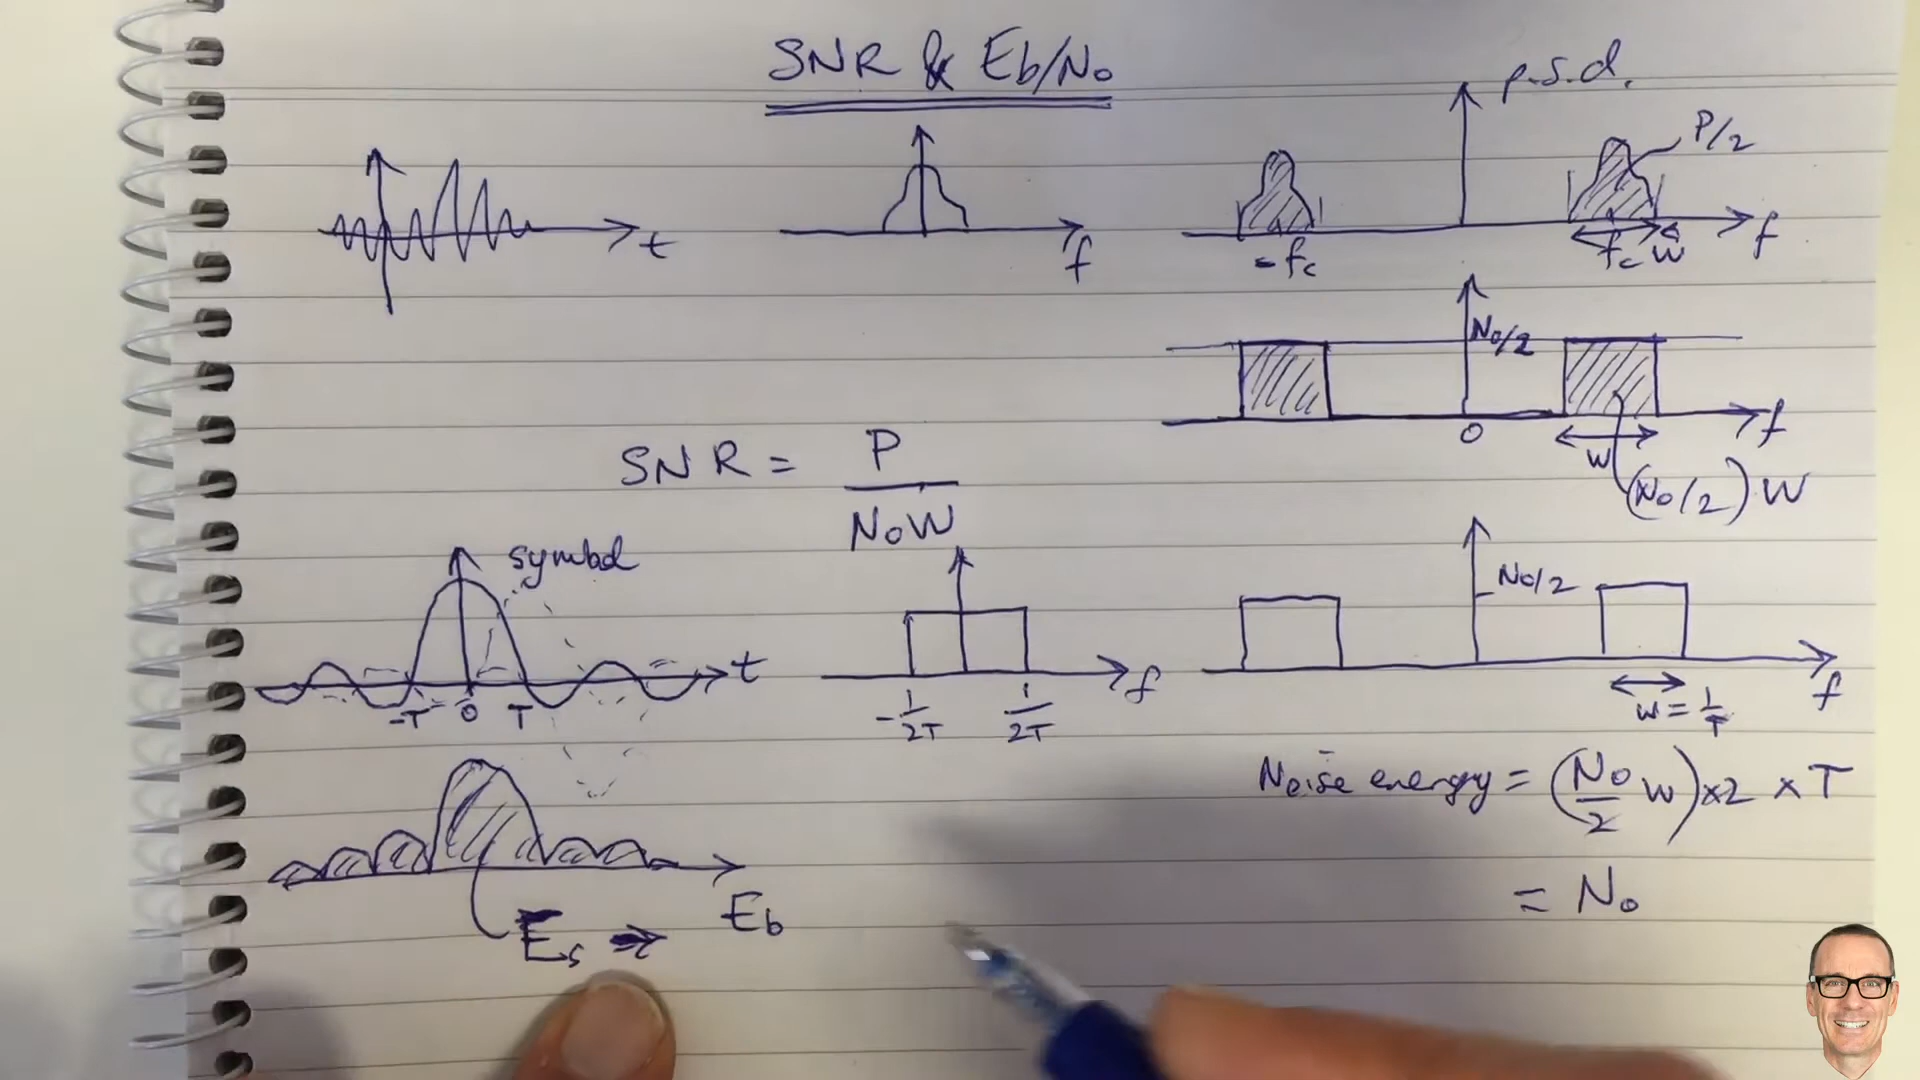 SNR & Eb/No
p.s.d.
P/2
t
f
-fc
fc W
f
No/2
0
W
f
(No/2)W
SNR = P
NoW
symbol
-T 0 T
t
-1/2T
1/2T
f
No/2
W = 1/T
f
Noise energy = (No/2 W) x2 x T
= No
Es → Eb